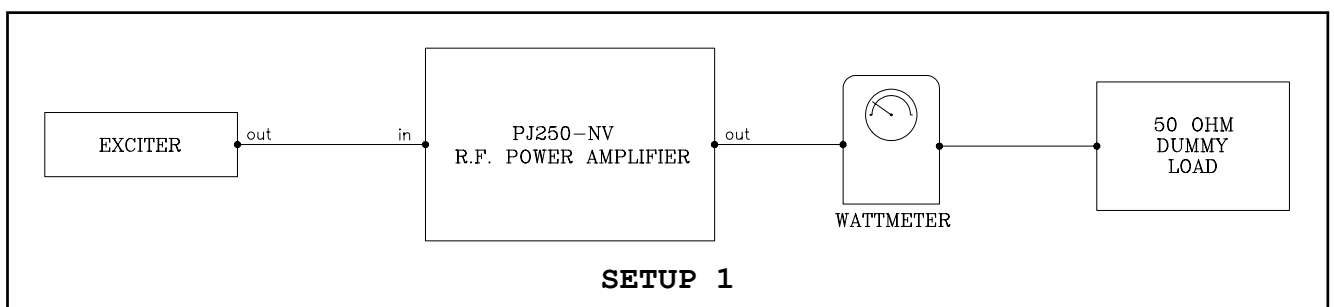 EXCITER
out
in
PJ250-NV
R.F. POWER AMPLIFIER
out
WATTMETER
50 OHM
DUMMY
LOAD
SETUP 1